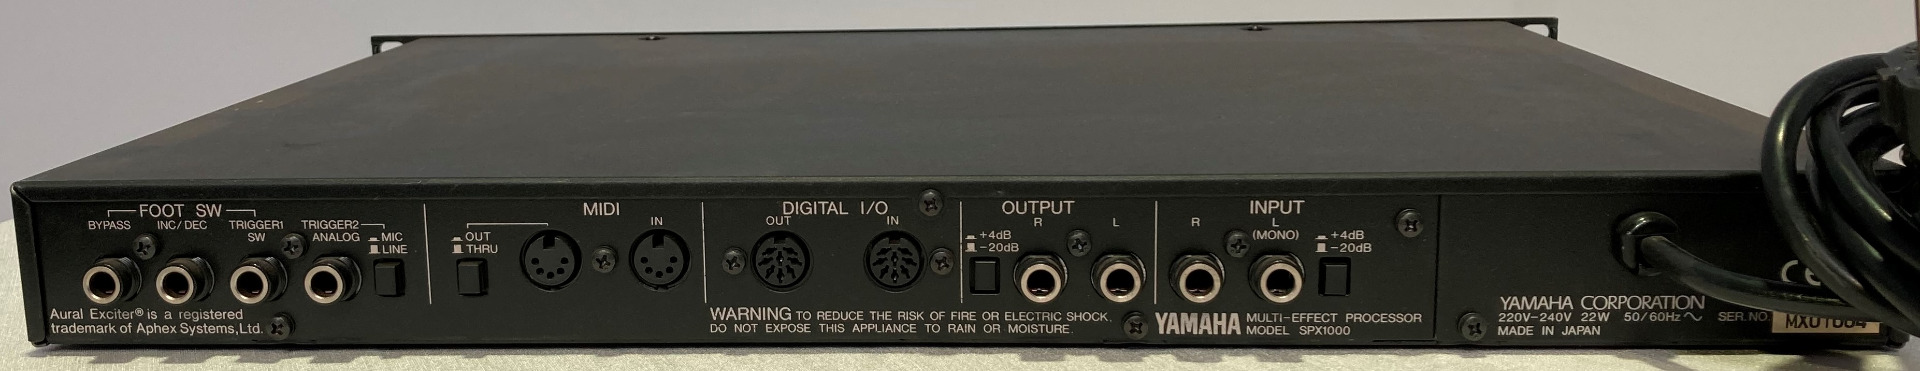 FOOT SW
BYPASS INC/DEC TRIGGER1 SW TRIGGER2 ANALOG
MIC
LINE
Aural Exciter® is a registered
trademark of Aphex Systems,Ltd.
MIDI
OUT
THRU
IN
DIGITAL I/O
OUT IN
WARNING TO REDUCE THE RISK OF FIRE OR ELECTRIC SHOCK.
DO NOT EXPOSE THIS APPLIANCE TO RAIN OR MOISTURE.
OUTPUT
+4dB
-20dB
R L
INPUT
R L
(MONO)
+4dB
-20dB
YAMAHA MULTI-EFFECT PROCESSOR
MODEL SPX1000
CE
YAMAHA CORPORATION
220V-240V 22W 50/60Hz
MADE IN JAPAN
SER.NO.